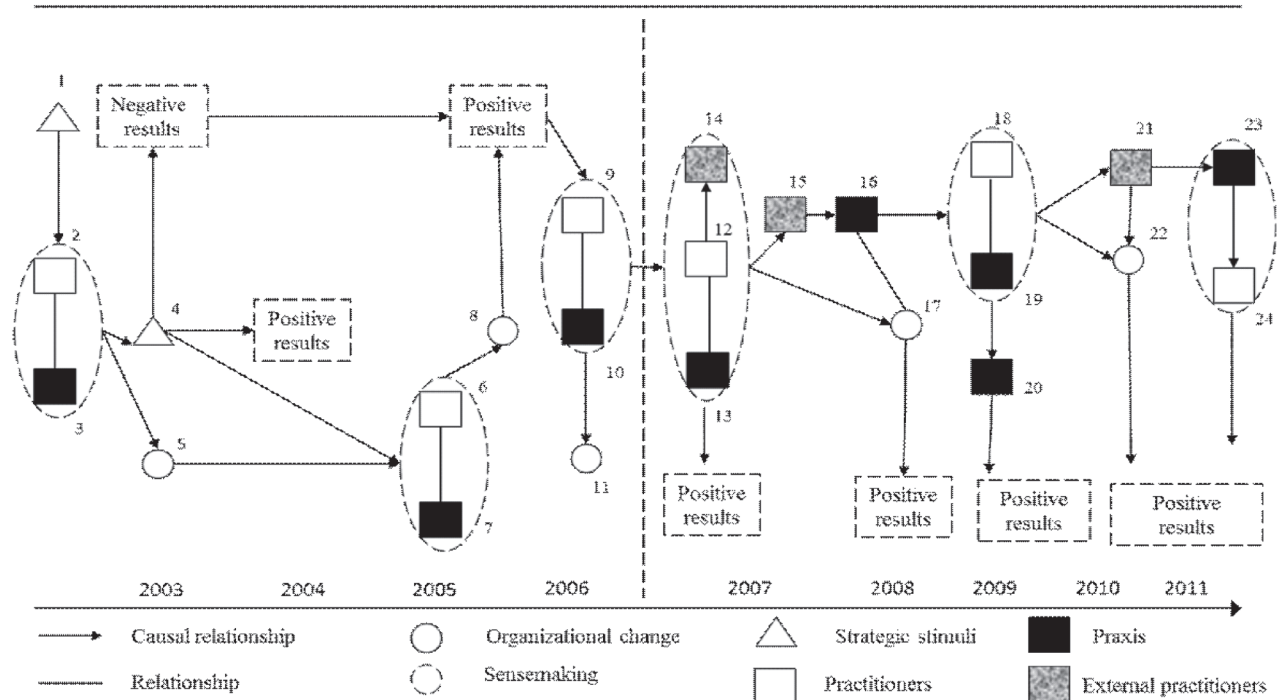 1
Negative
results
Positive
results
14
18
21
23
9
15
16
2
12
22
4
Positive
results
8
17
19
24
6
10
20
3
13
5
11
7
Positive
results
Positive
results
Positive
results
Positive
results
2003 2004 2005 2006 2007 2008 2009 2010 2011
Causal relationship Organizational change Strategic stimuli Praxis
Relationship Sensemaking Practitioners External practitioners